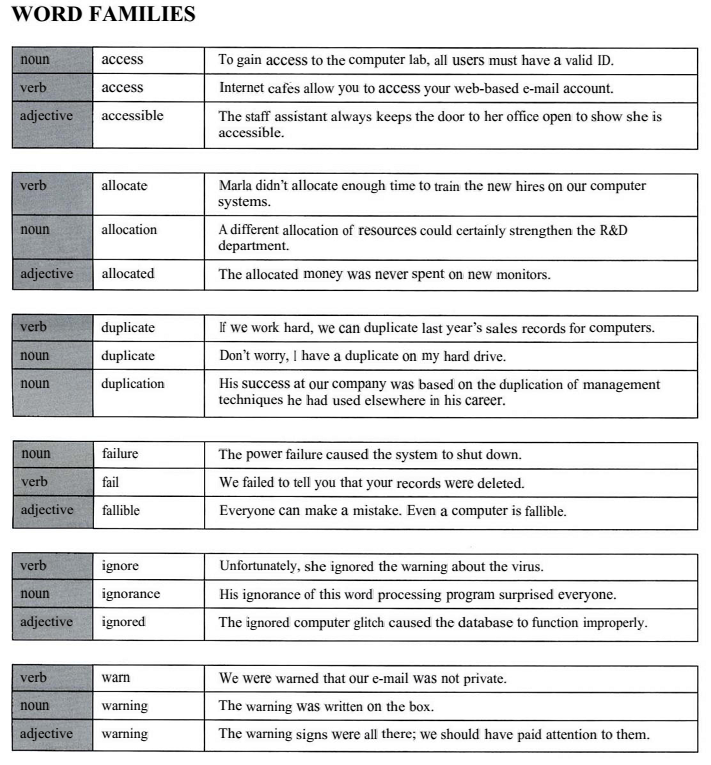 WORD FAMILIES
noun access To gain access to the computer lab, all users must have a valid ID.
verb access Internet cafes allow you to access your web-based e-mail account.
adjective accessible The staff assistant always keeps the door to her office open to show she is
accessible.
verb allocate Marla didn't allocate enough time to train the new hires on our computer
systems.
noun allocation A different allocation of resources could certainly strengthen the R&D
department.
adjective allocated The allocated money was never spent on new monitors.
verb duplicate If we work hard, we can duplicate last year's sales records for computers.
noun duplicate Don't worry, I have a duplicate on my hard drive.
noun duplication His success at our company was based on the duplication of management
techniques he had used elsewhere in his career.
noun failure The power failure caused the system to shut down.
verb fail We failed to tell you that your records were deleted.
adjective fallible Everyone can make a mistake. Even a computer is fallible.
verb ignore Unfortunately, she ignored the warning about the virus.
noun ignorance His ignorance of this word processing program surprised everyone.
adjective ignored The ignored computer glitch caused the database to function improperly.
verb warn We were warned that our e-mail was not private.
noun warning The warning was written on the box.
adjective warning The warning signs were all there; we should have paid attention to them.